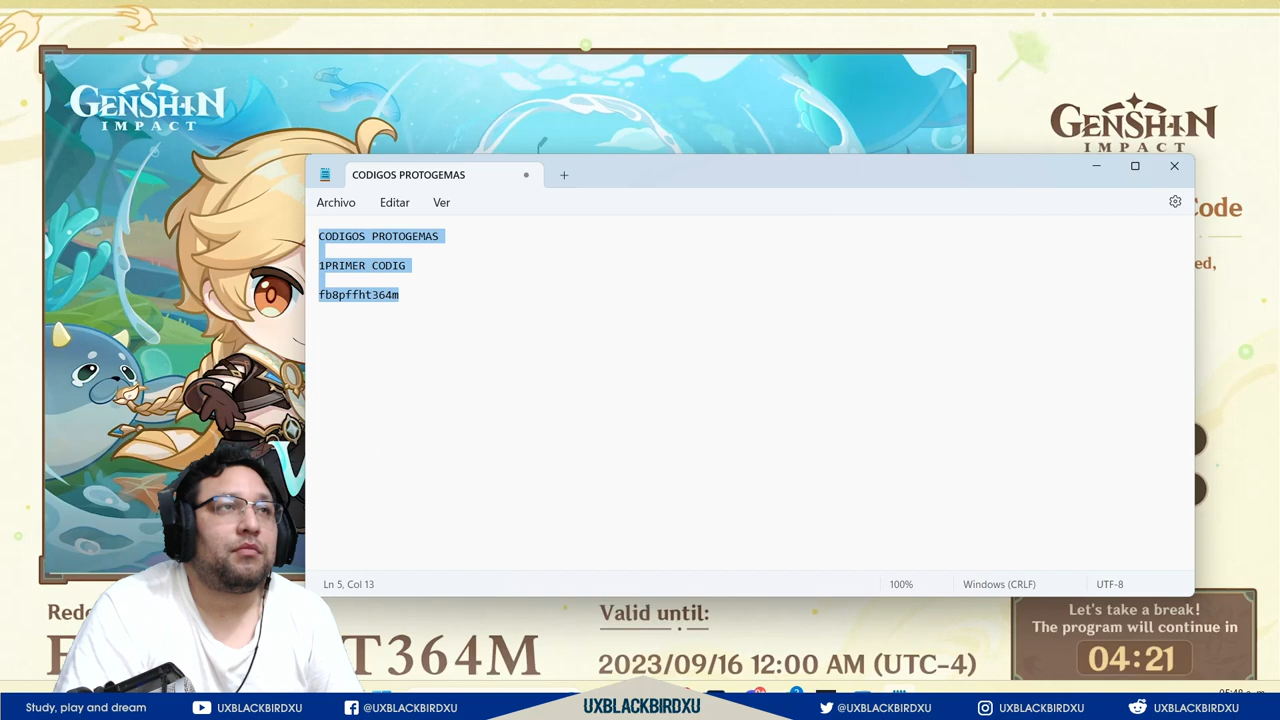 GENSHIN
IMPACT
GENSHIN
IMPACT
Code
ed,
CODIGOS PROTOGEMAS
Archivo Editar Ver
CODIGOS PROTOGEMAS
1PRIMER CODIG
fb8pffht364m
Ln 5, Col 13
100%
Windows (CRLF)
UTF-8
Rede
T364M
Valid until:
2023/09/16 12:00 AM (UTC-4)
Let's take a break!
The program will continue in
04:21
Study, play and dream
UXBLACKBIRDXU
@UXBLACKBIRDXU
UXBLACKBIRDXU
@UXBLACKBIRDXU
UXBLACKBIRDXU
UXBLACKBIRDXU